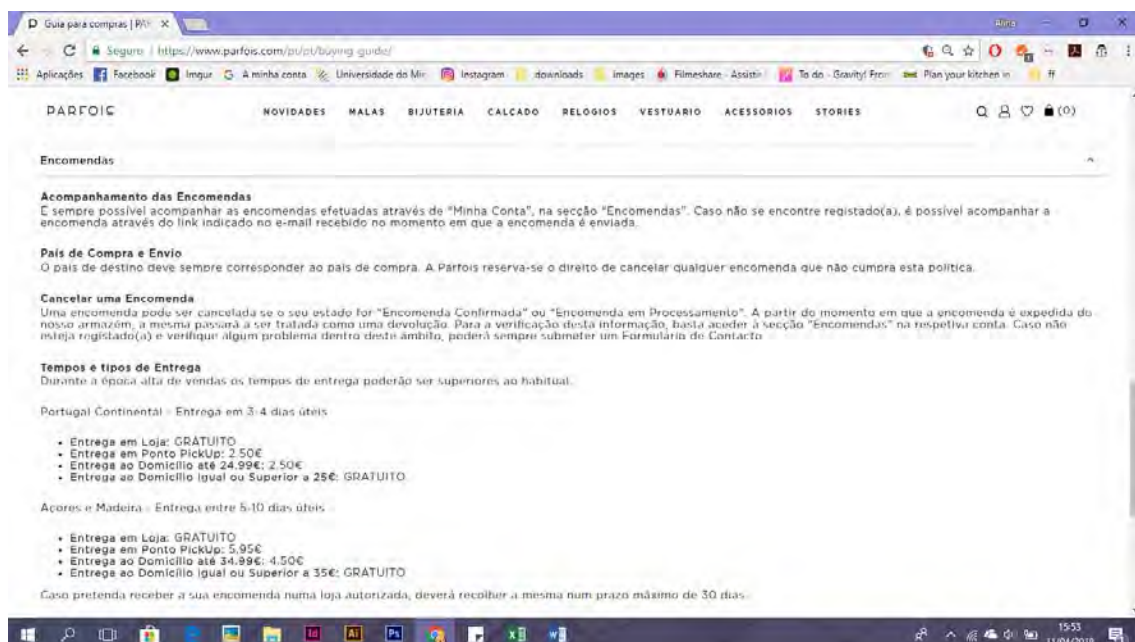 Guia para compras | PAR
Anna
Seguro | https://www.parfois.com/pt/pt/buying-guide/
Aplicações Facebook Imgur A minha conta Universidade do Min Instagram downloads images Filmeshare - Assistir To do - Gravity! From Plan your kitchen in ff
PARFOIS NOVIDADES MALAS BIJUTERIA CALCADO RELOGIOS VESTUARIO ACESSORIOS STORIES (0)
Encomendas
Acompanhamento das Encomendas
É sempre possível acompanhar as encomendas efetuadas através de "Minha Conta", na secção "Encomendas". Caso não se encontre registado(a), é possível acompanhar a
encomenda através do link indicado no e-mail recebido no momento em que a encomenda é enviada.
País de Compra e Envio
O país de destino deve sempre corresponder ao país de compra. A Parfois reserva-se o direito de cancelar qualquer encomenda que não cumpra esta política.
Cancelar uma Encomenda
Uma encomenda pode ser cancelada se o seu estado for "Encomenda Confirmada" ou "Encomenda em Processamento". A partir do momento em que a encomenda é expedida do
nosso armazém, a mesma passará a ser tratada como uma devolução. Para a verificação desta informação, basta aceder à secção "Encomendas" na respetiva conta. Caso não
esteja registado(a) e verifique algum problema dentro deste âmbito, poderá sempre submeter um Formulário de Contacto
Tempos e tipos de Entrega
Durante a época alta de vendas os tempos de entrega poderão ser superiores ao habitual.
Portugal Continental - Entrega em 3-4 dias úteis
• Entrega em Loja: GRATUITO
• Entrega em Ponto PickUp: 2.50€
• Entrega ao Domicílio até 24.99€: 2.50€
• Entrega ao Domicílio Igual ou Superior a 25€: GRATUITO
Açores e Madeira - Entrega entre 5-10 dias úteis
• Entrega em Loja: GRATUITO
• Entrega em Ponto PickUp: 5.95€
• Entrega ao Domicílio até 34.99€: 4.50€
• Entrega ao Domicílio Igual ou Superior a 35€: GRATUITO
Caso pretenda receber a sua encomenda numa loja autorizada, deverá recolher a mesma num prazo máximo de 30 dias.
15:53
11/04/2018